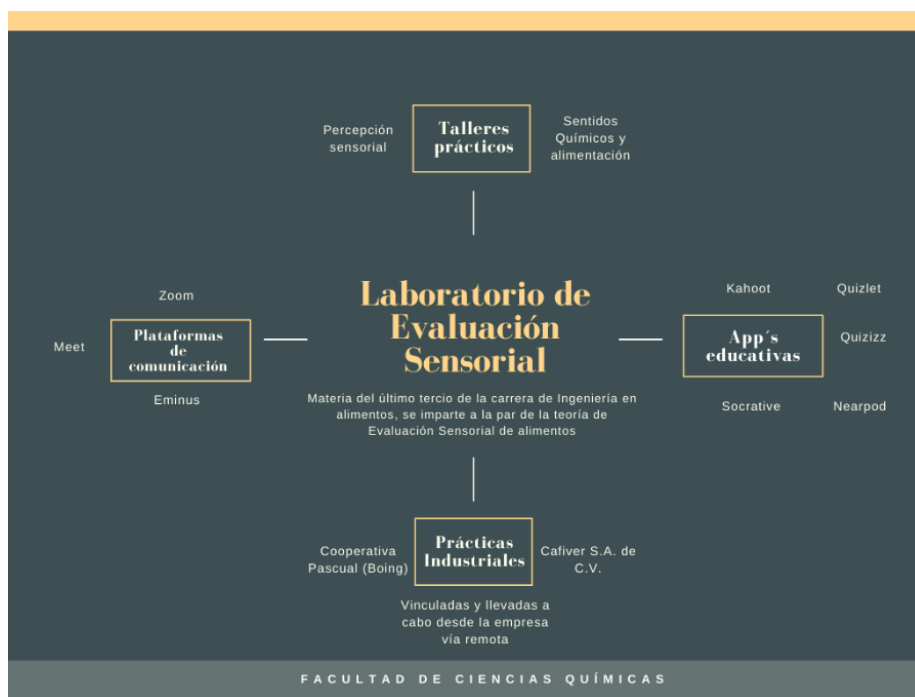 Percepción
sensorial
Talleres
prácticos
Sentidos
Químicos y
alimentación
Zoom
Meet
Plataformas
de
comunicación
Eminus
Laboratorio de
Evaluación
Sensorial
Materia del último tercio de la carrera de Ingeniería en
alimentos, se imparte a la par de la teoría de
Evaluación Sensorial de alimentos
Kahoot
Quizlet
App´s
educativas
Quizizz
Socrative
Nearpod
Cooperativa
Pascual (Boing)
Prácticas
Industriales
Cafiver S.A. de
C.V.
Vinculadas y llevadas a
cabo desde la empresa
vía remota
FACULTAD DE CIENCIAS QUÍMICAS